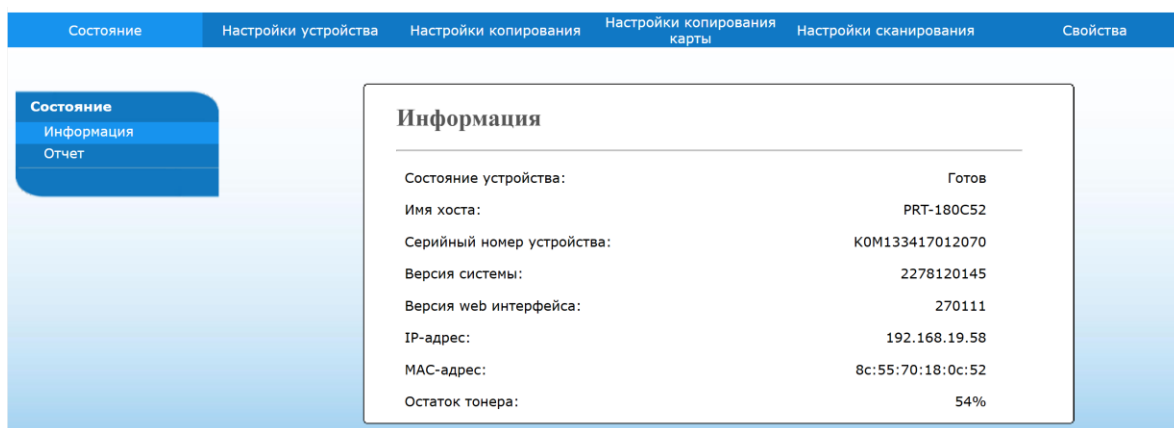 Состояние
Настройки устройства
Настройки копирования
Настройки копирования
карты
Настройки сканирования
Свойства
Состояние
Информация
Отчет
Информация
Состояние устройства: Готов
Имя хоста: PRT-180C52
Серийный номер устройства: K0M133417012070
Версия системы: 2278120145
Версия web интерфейса: 270111
IP-адрес: 192.168.19.58
MAC-адрес: 8c:55:70:18:0c:52
Остаток тонера: 54%